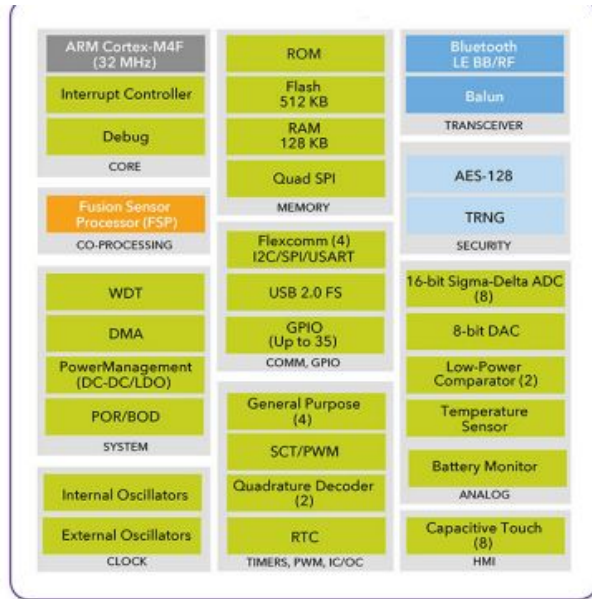 ARM Cortex-M4F
(32 MHz)
Interrupt Controller
Debug
CORE
Fusion Sensor
Processor (FSP)
CO-PROCESSING
WDT
DMA
PowerManagement
(DC-DC/LDO)
POR/BOD
SYSTEM
Internal Oscillators
External Oscillators
CLOCK
ROM
Flash
512 KB
RAM
128 KB
Quad SPI
MEMORY
Flexcomm (4)
I2C/SPI/USART
USB 2.0 FS
GPIO
(Up to 35)
COMM, GPIO
General Purpose
(4)
SCT/PWM
Quadrature Decoder
(2)
RTC
TIMERS, PWM, IC/OC
Bluetooth
LE BB/RF
Balun
TRANSCEIVER
AES-128
TRNG
SECURITY
16-bit Sigma-Delta ADC
(8)
8-bit DAC
Low-Power
Comparator (2)
Temperature
Sensor
Battery Monitor
ANALOG
Capacitive Touch
(8)
HMI